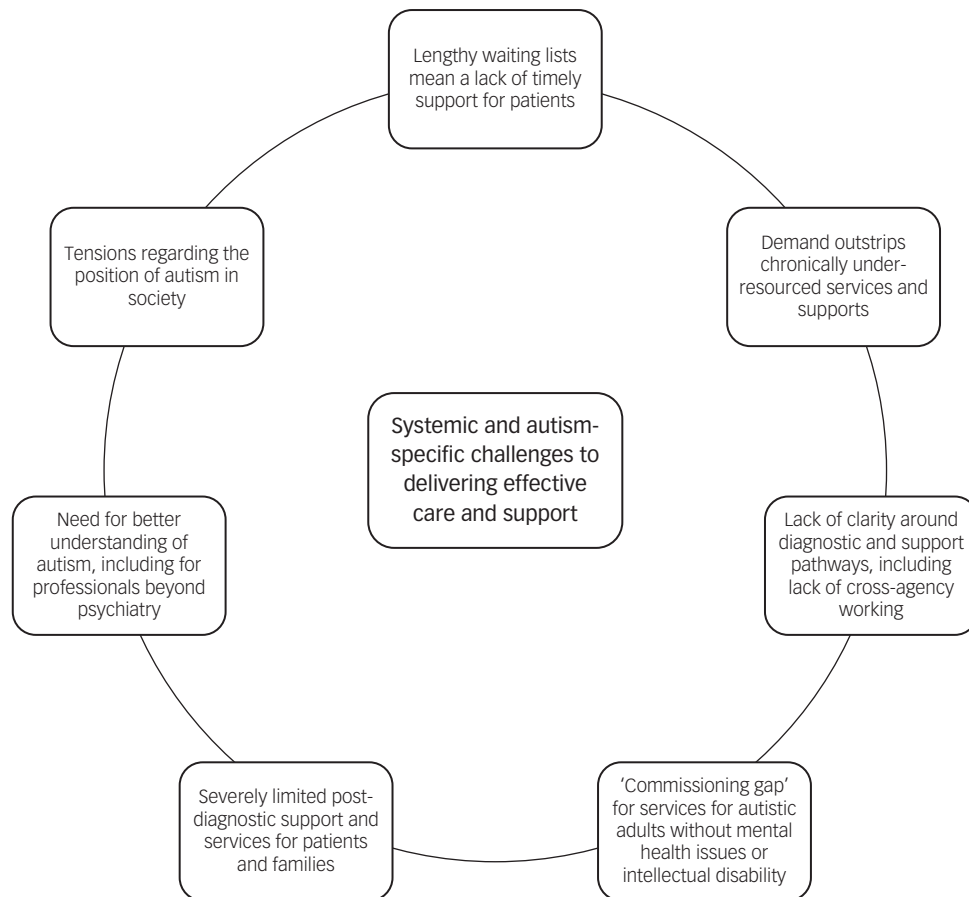 Lengthy waiting lists
mean a lack of timely
support for patients
Tensions regarding the
position of autism in
society
Demand outstrips
chronically under-
resourced services and
supports
Systemic and autism-
specific challenges to
delivering effective
care and support
Need for better
understanding of
autism, including for
professionals beyond
psychiatry
Lack of clarity around
diagnostic and support
pathways, including
lack of cross-agency
working
Severely limited post-
diagnostic support and
services for patients
and families
‘Commissioning gap’
for services for autistic
adults without mental
health issues or
intellectual disability